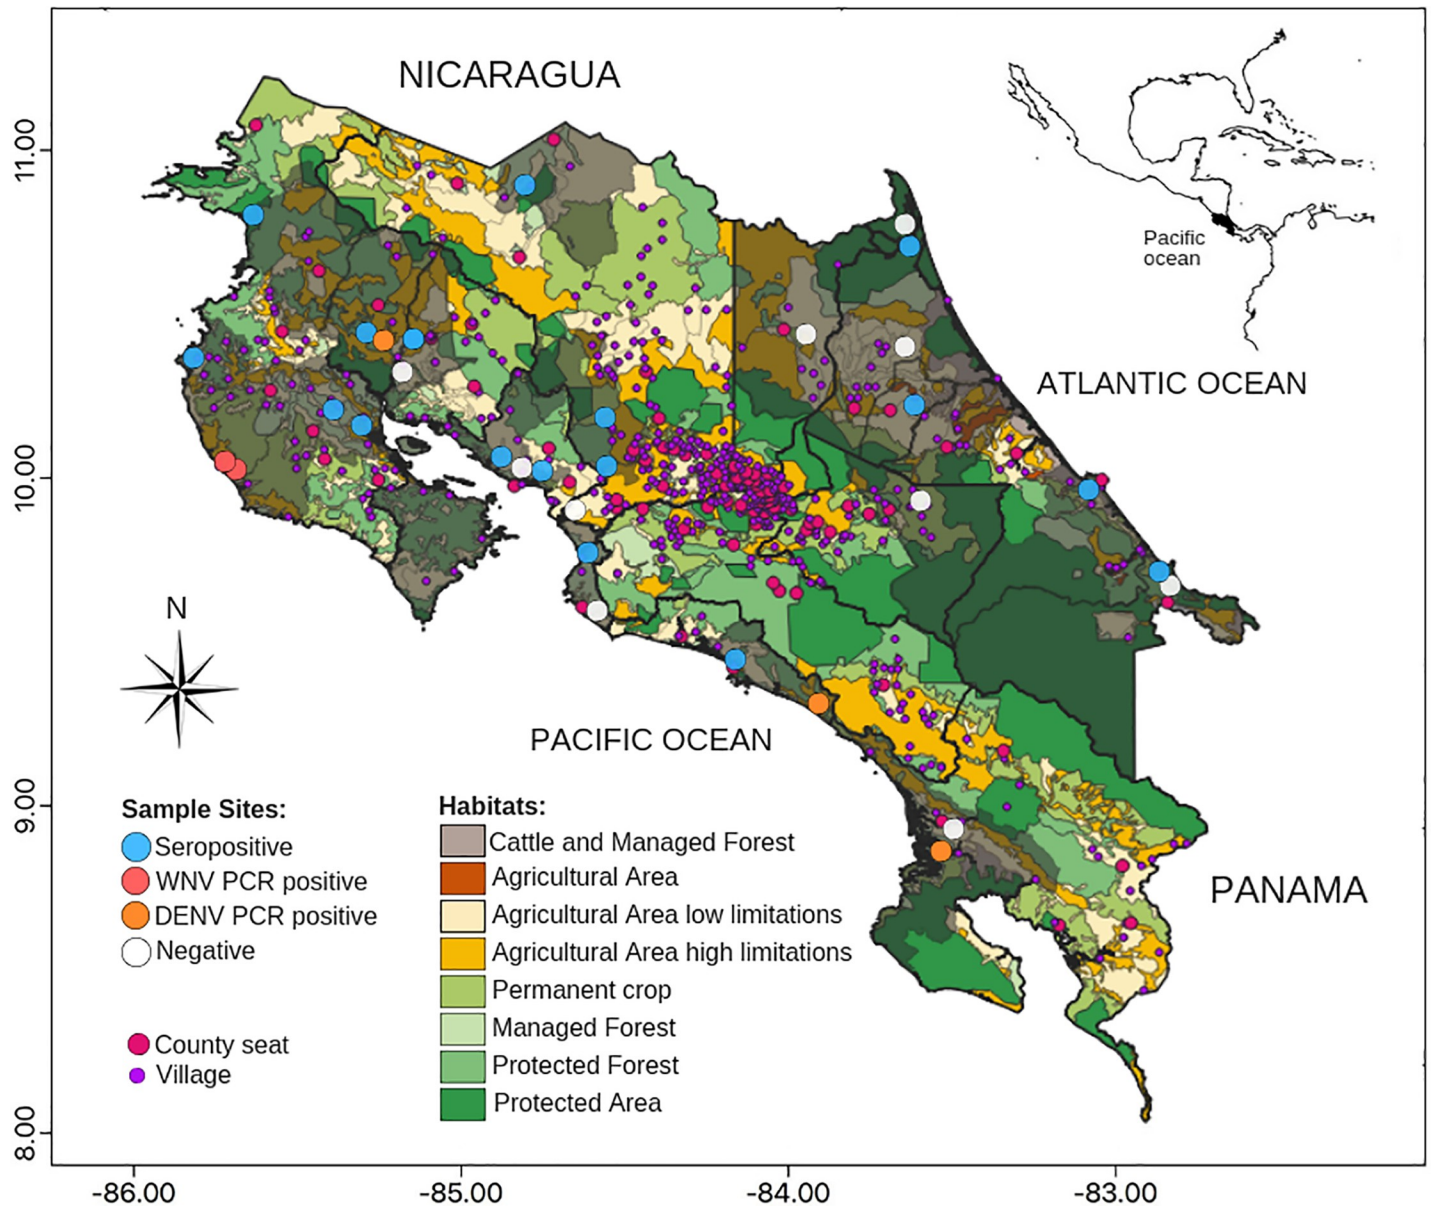 NICARAGUA
11.00
Pacific
ocean
ATLANTIC OCEAN
10.00
N
PACIFIC OCEAN
9.00
Sample Sites:
Seropositive
WNV PCR positive
DENV PCR positive
Negative
County seat
Village
Habitats:
Cattle and Managed Forest
Agricultural Area
Agricultural Area low limitations
Agricultural Area high limitations
Permanent crop
Managed Forest
Protected Forest
Protected Area
PANAMA
8.00
-86.00
-85.00
-84.00
-83.00